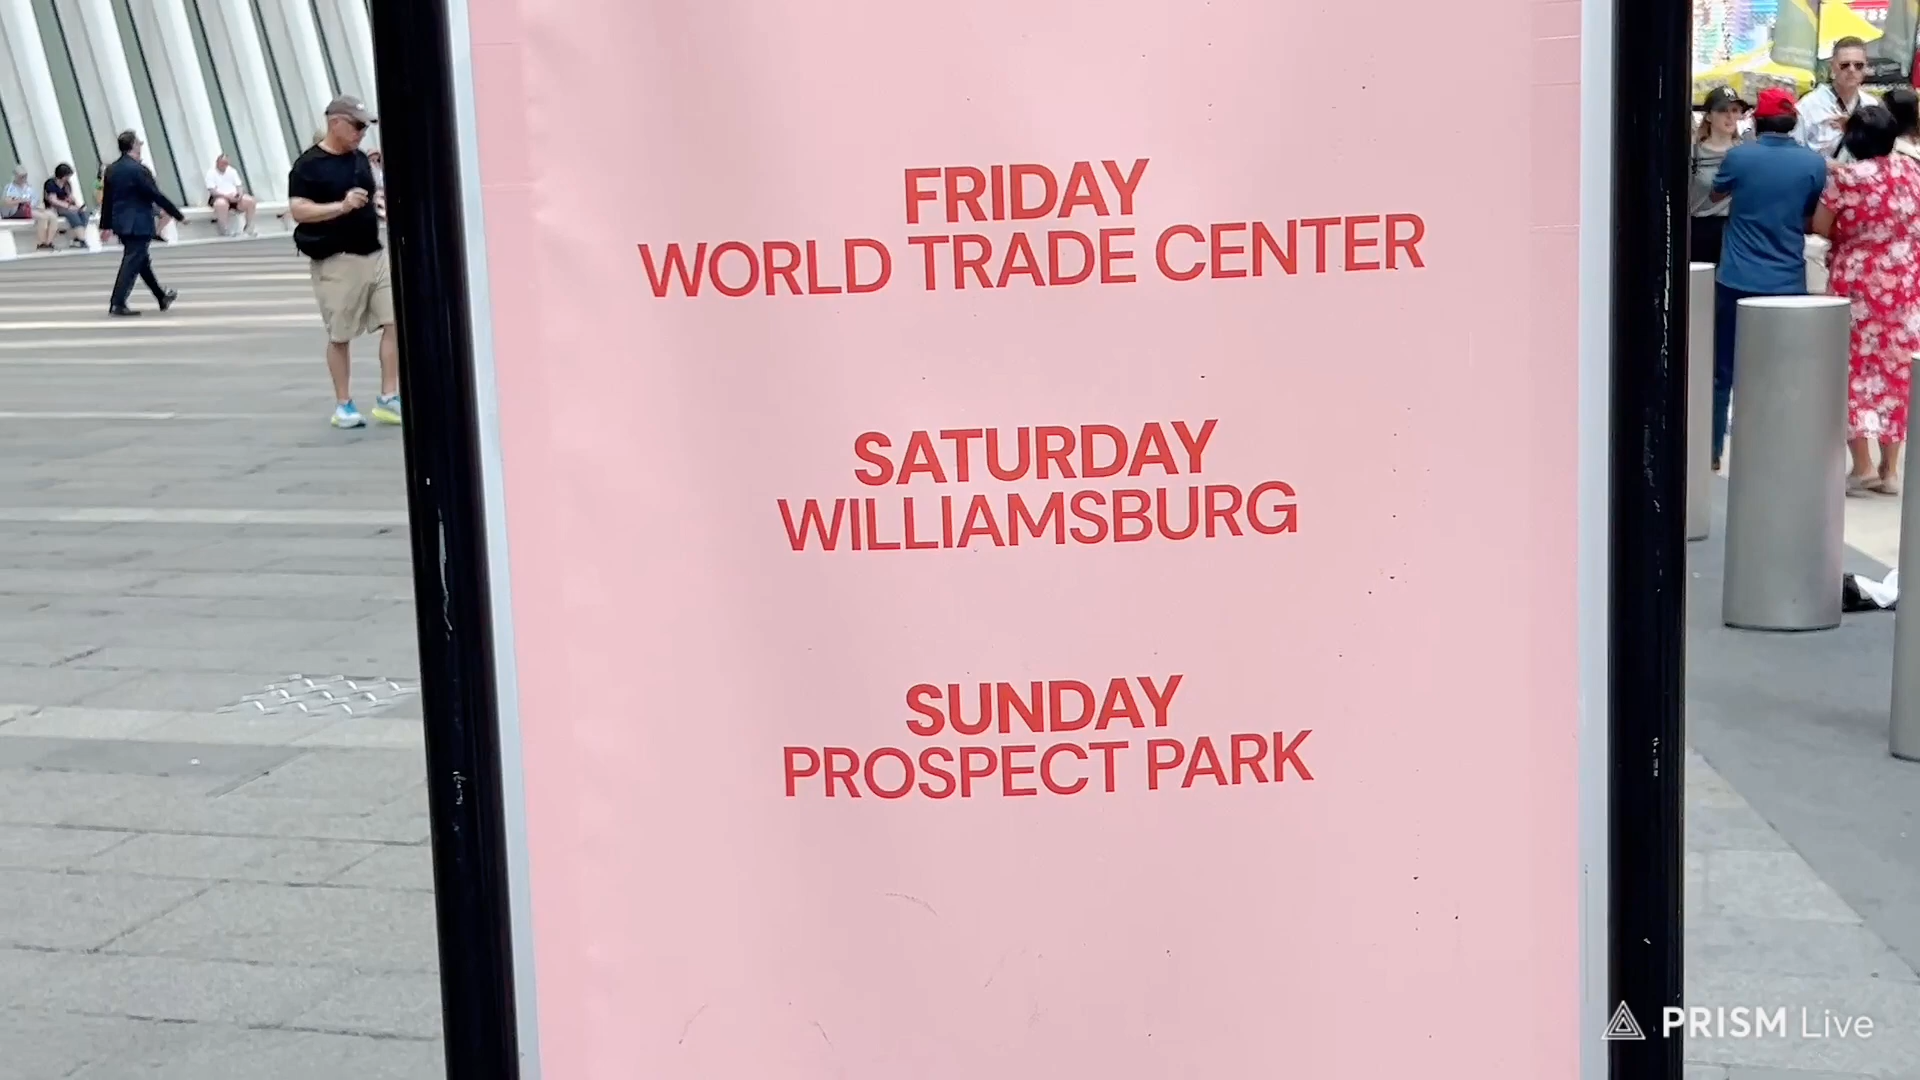 FRIDAY
WORLD TRADE CENTER
SATURDAY
WILLIAMSBURG
SUNDAY
PROSPECT PARK
PRISM Live